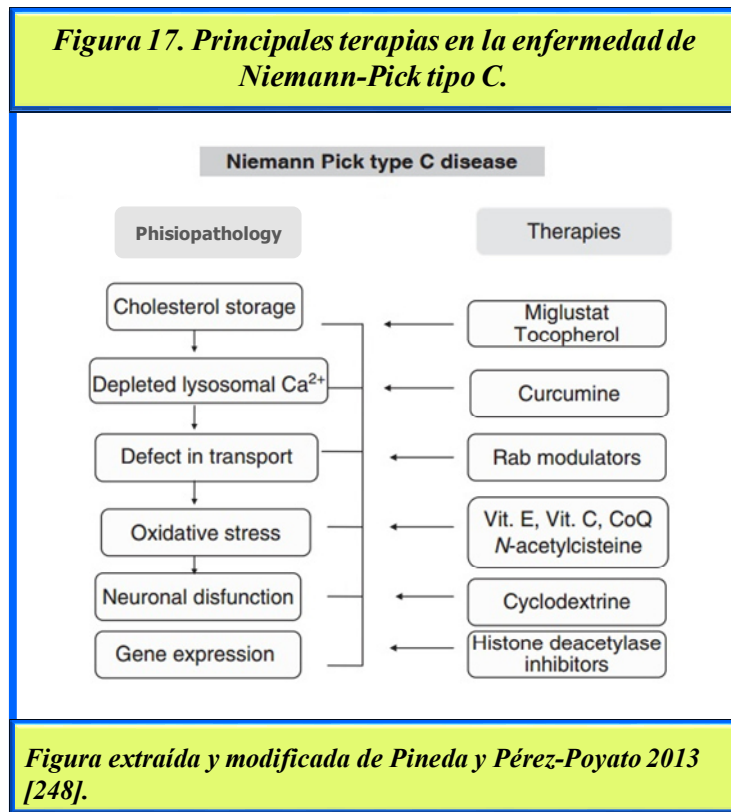 Figura 17. Principales terapias en la enfermedad de
Niemann-Pick tipo C.
Niemann Pick type C disease
Phisiopathology
Therapies
Cholesterol storage
Miglustat
Tocopherol
Depleted lysosomal Ca²⁺
Curcumine
Defect in transport
Rab modulators
Oxidative stress
Vit. E, Vit. C, CoQ
N-acetylcisteine
Neuronal disfunction
Cyclodextrine
Gene expression
Histone deacetylase
inhibitors
Figura extraída y modificada de Pineda y Pérez-Poyato 2013
[248].